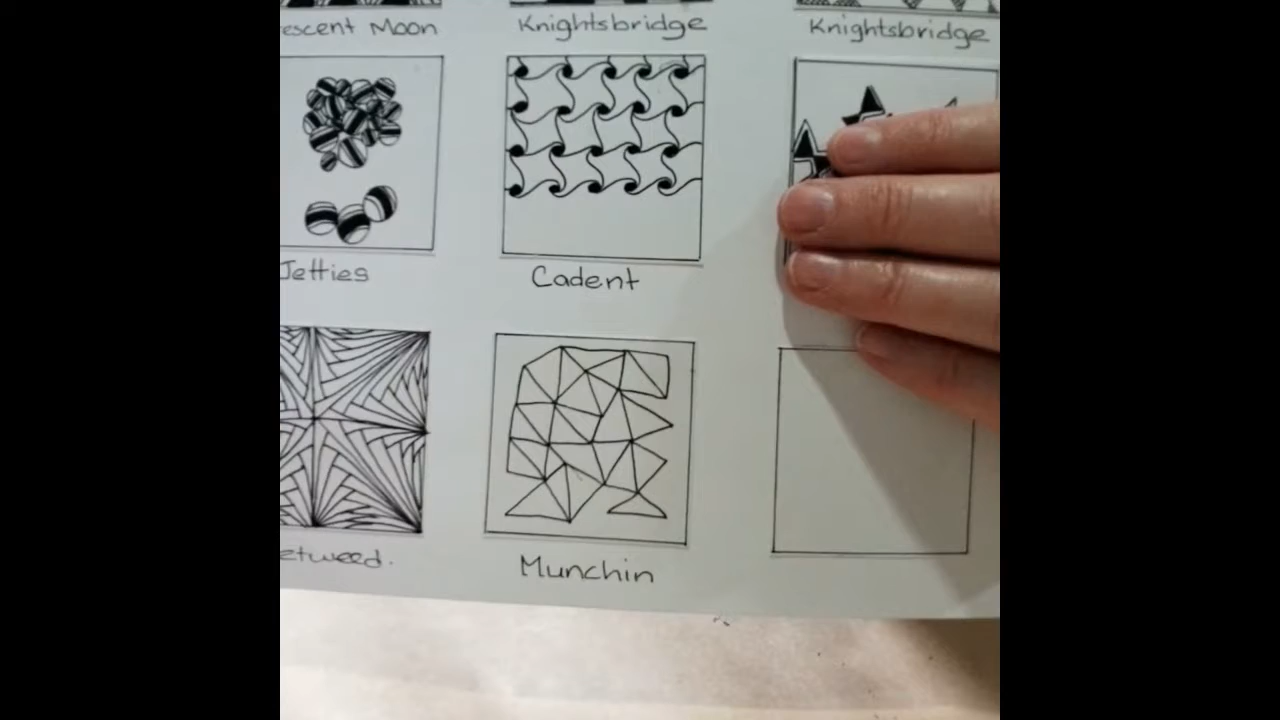 escent Moon
Knightsbridge
Knightsbridge
Jetties
Cadent
etweed.
Munchin